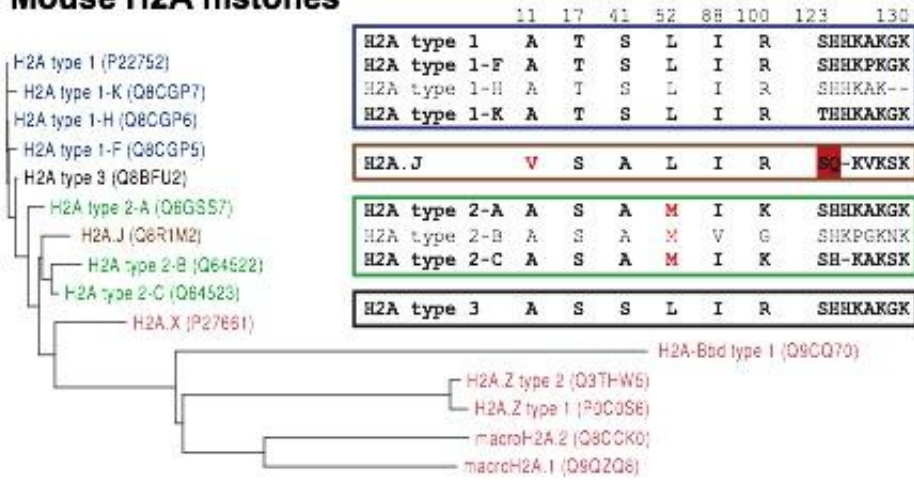 Mouse H2A histones
11 17 41 52 88 100 123 130
H2A type 1 A T S L I R SHHKAKGK
H2A type 1-F A T S L I R SHHKPKGK
H2A type 1-H A T S L I R SHHKAK--
H2A type 1-K A T S L I R THHKAKGK
H2A.J V S A L I R SQ-KVKSK
H2A type 2-A A S A M I K SHHKAKGK
H2A type 2-B A S A M V G SHKPGKNK
H2A type 2-C A S A M I K SH-KAKSK
H2A type 3 A S S L I R SHHKAKGK
H2A type 1 (P22752)
H2A type 1-K (Q8CGP7)
H2A type 1-H (Q8CGP6)
H2A type 1-F (Q8CGP5)
H2A type 3 (Q8BFU2)
H2A type 2-A (Q6GSS7)
H2A.J (Q8R1M2)
H2A type 2-B (Q64522)
H2A type 2-C (Q64523)
H2A.X (P27661)
H2A-Bbd type 1 (Q9CQ70)
H2A.Z type 2 (Q3THW5)
H2A.Z type 1 (P0C0S6)
macroH2A.2 (Q8CCK0)
macroH2A.1 (Q9QZQ8)